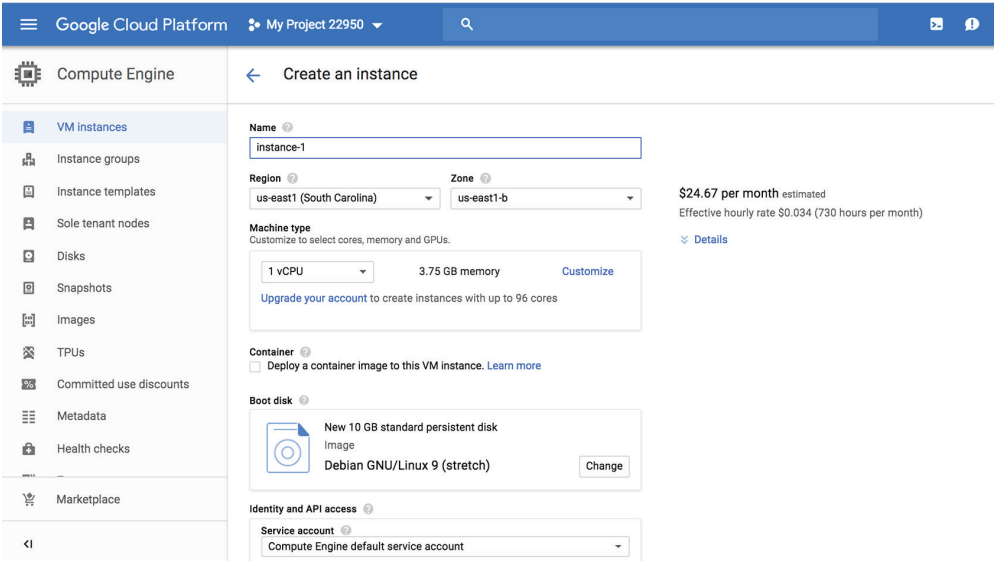 Google Cloud Platform
My Project 22950
Compute Engine
Create an instance
VM instances
Instance groups
Instance templates
Sole tenant nodes
Disks
Snapshots
Images
TPUs
Committed use discounts
Metadata
Health checks
Marketplace
Name
instance-1
Region
Zone
us-east1 (South Carolina)
us-east1-b
Machine type
Customize to select cores, memory and GPUs.
1 vCPU
3.75 GB memory
Customize
Upgrade your account to create instances with up to 96 cores
Container
Deploy a container image to this VM instance. Learn more
Boot disk
New 10 GB standard persistent disk
Image
Debian GNU/Linux 9 (stretch)
Change
Identity and API access
Service account
Compute Engine default service account
$24.67 per month estimated
Effective hourly rate $0.034 (730 hours per month)
Details